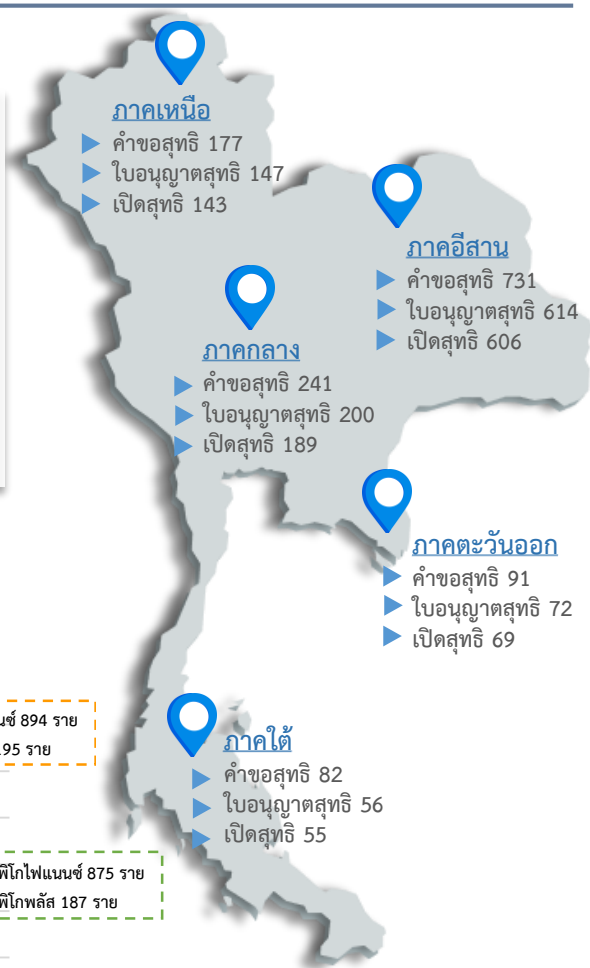 ภาคเหนือ
คำขอสุทธิ 177
ใบอนุญาตสุทธิ 147
เปิดสุทธิ 143
ภาคอีสาน
คำขอสุทธิ 731
ใบอนุญาตสุทธิ 614
เปิดสุทธิ 606
ภาคกลาง
คำขอสุทธิ 241
ใบอนุญาตสุทธิ 200
เปิดสุทธิ 189
ภาคตะวันออก
คำขอสุทธิ 91
ใบอนุญาตสุทธิ 72
เปิดสุทธิ 69
894 ราย
195 ราย
ภาคใต้
คำขอสุทธิ 82
ใบอนุญาตสุทธิ 56
เปิดสุทธิ 55
พิโกไฟแนนซ์ 875 ราย
พิโกพลัส 187 ราย